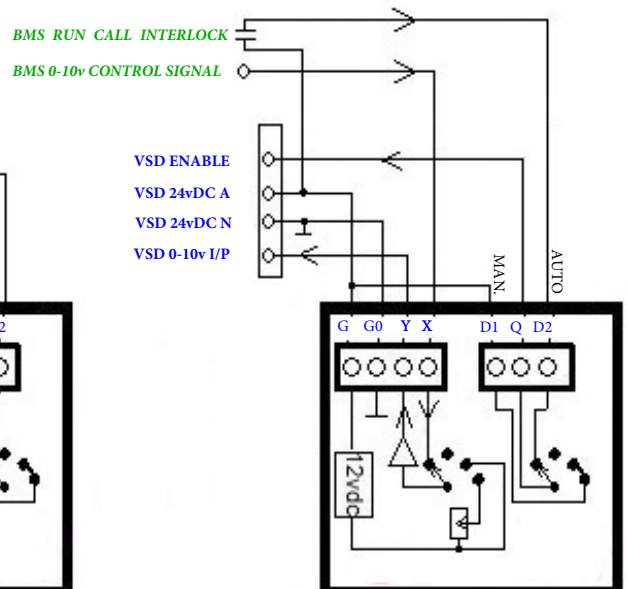 BMS RUN CALL INTERLOCK
BMS 0-10v CONTROL SIGNAL
VSD ENABLE
VSD 24vDC A
VSD 24vDC N
VSD 0-10v I/P
MAN.
AUTO
2
G G0 Y X D1 Q D2
12vdc